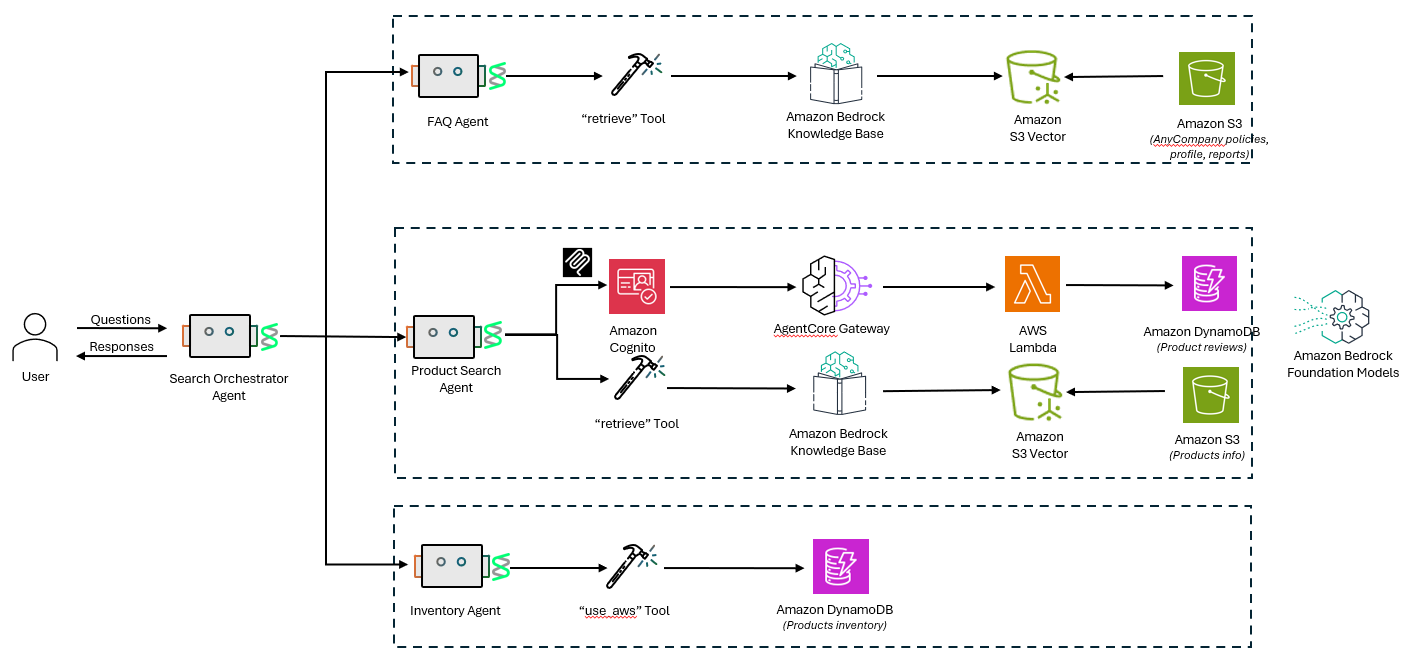 FAQ Agent
“retrieve” Tool
Amazon Bedrock
Knowledge Base
Amazon
S3 Vector
Amazon S3
(AnyCompany policies,
profile, reports)
Questions
Responses
User
Search Orchestrator
Agent
Product Search
Agent
Amazon
Cognito
AgentCore Gateway
AWS
Lambda
Amazon DynamoDB
(Product reviews)
“retrieve” Tool
Amazon Bedrock
Knowledge Base
Amazon
S3 Vector
Amazon S3
(Products info)
Amazon Bedrock
Foundation Models
Inventory Agent
“use_aws” Tool
Amazon DynamoDB
(Products inventory)